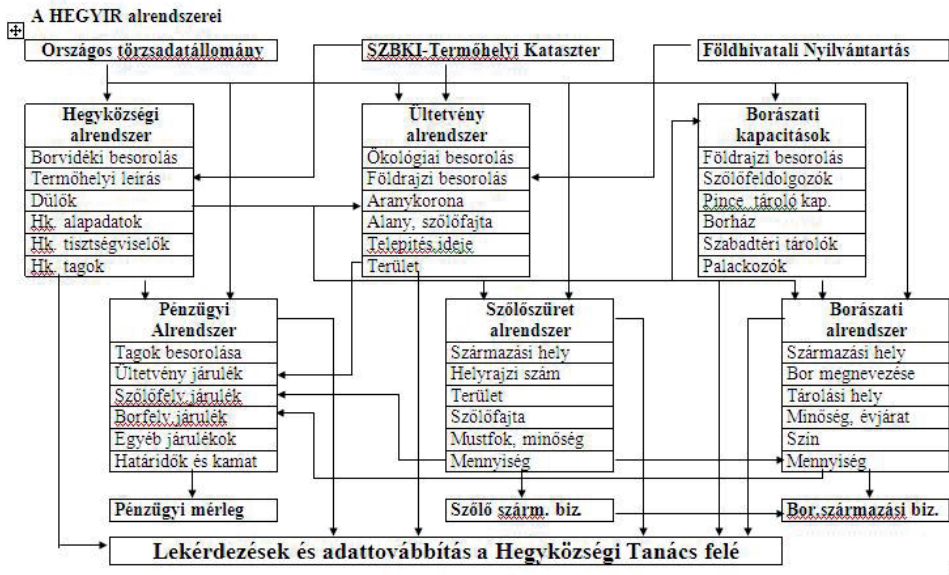 A HEGYIR alrendszerei
Országos törzsadatállomány
SZBKI-Termőhelyi Kataszter
Földhivatali Nyilvántartás
Hegyközségi
alrendszer
Borvidéki besorolás
Termőhelyi leírás
Dűlők
Hk. alapadatok
Hk. tisztségviselők
Hk. tagok
Ültetvény
alrendszer
Ökológiai besorolás
Földrajzi besorolás
Aranykorona
Alany, szőlőfajta
Telepítés.ideje
Terület
Borászati
kapacitások
Földrajzi besorolás
Szőlőfeldolgozók
Pince tároló kap.
Borház
Szabadtéri tárolók
Palackozók
Pénzügyi
Alrendszer
Tagok besorolása
Ültetvény járulék
Szőlőfelv.járulék
Borfelv.járulék
Egyéb járulékok
Határidők és kamat
Szőlőszüret
alrendszer
Származási hely
Helyrajzi szám
Terület
Szőlőfajta
Mustfok, minőség
Mennyiség
Borászati
alrendszer
Származási hely
Bor megnevezése
Tárolási hely
Minőség, évjárat
Szín
Mennyiség
Pénzügyi mérleg
Szőlő szárm. biz.
Bor.származási biz.
Lekérdezések és adattovábbítás a Hegyközségi Tanács felé